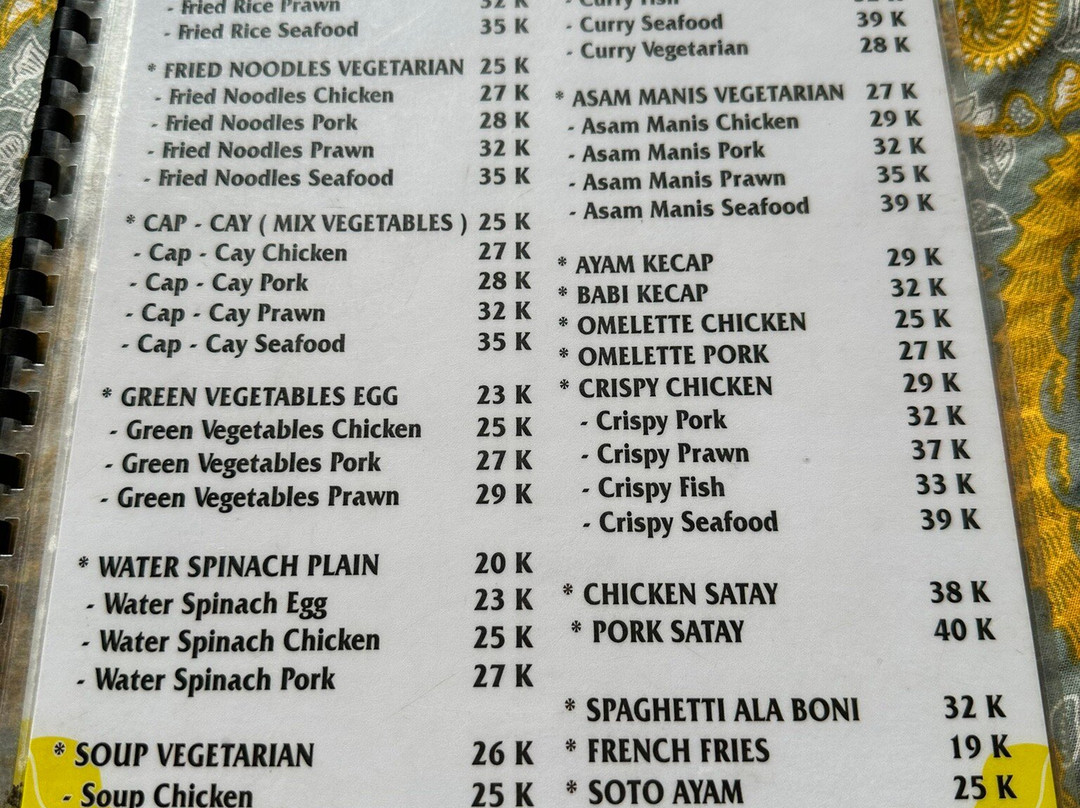 - Fried Rice Prawn 32 K
- Fried Rice Seafood 35 K
* FRIED NOODLES VEGETARIAN 25 K
- Fried Noodles Chicken 27 K
- Fried Noodles Pork 28 K
- Fried Noodles Prawn 32 K
- Fried Noodles Seafood 35 K
* CAP - CAY ( MIX VEGETABLES ) 25 K
- Cap - Cay Chicken 27 K
- Cap - Cay Pork 28 K
- Cap - Cay Prawn 32 K
- Cap - Cay Seafood 35 K
* GREEN VEGETABLES EGG 23 K
- Green Vegetables Chicken 25 K
- Green Vegetables Pork 27 K
- Green Vegetables Prawn 29 K
* WATER SPINACH PLAIN 20 K
- Water Spinach Egg 23 K
- Water Spinach Chicken 25 K
- Water Spinach Pork 27 K
* SOUP VEGETARIAN 26 K
- Soup Chicken 25 K
- Curry Fish
- Curry Seafood 39 K
- Curry Vegetarian 28 K
* ASAM MANIS VEGETARIAN 27 K
- Asam Manis Chicken 29 K
- Asam Manis Pork 32 K
- Asam Manis Prawn 35 K
- Asam Manis Seafood 39 K
* AYAM KECAP 29 K
* BABI KECAP 32 K
* OMELETTE CHICKEN 25 K
* OMELETTE PORK 27 K
* CRISPY CHICKEN 29 K
- Crispy Pork 32 K
- Crispy Prawn 37 K
- Crispy Fish 33 K
- Crispy Seafood 39 K
* CHICKEN SATAY 38 K
* PORK SATAY 40 K
* SPAGHETTI ALA BONI 32 K
* FRENCH FRIES 19 K
* SOTO AYAM 25 K